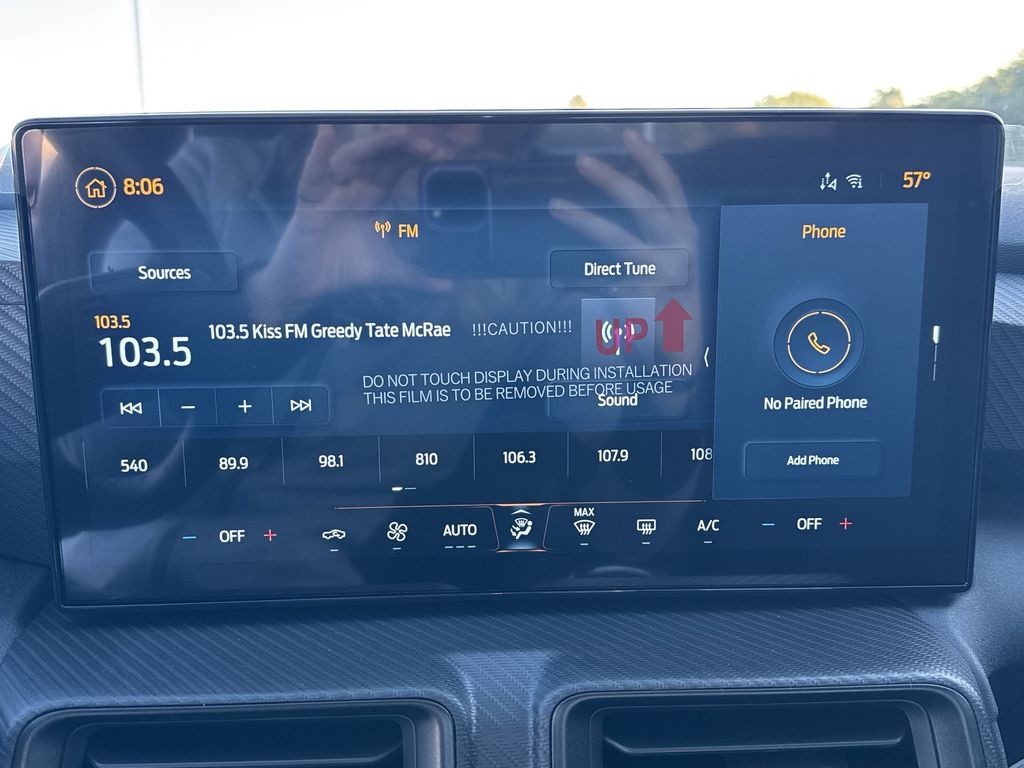 8:06
57°
FM
Phone
Sources
Direct Tune
103.5
103.5
103.5 Kiss FM Greedy Tate McRae
!!!CAUTION!!!
UP
DO NOT TOUCH DISPLAY DURING INSTALLATION
THIS FILM IS TO BE REMOVED BEFORE USAGE
Sound
No Paired Phone
Add Phone
540
89.9
98.1
810
106.3
107.9
108
OFF
AUTO
MAX
A/C
OFF